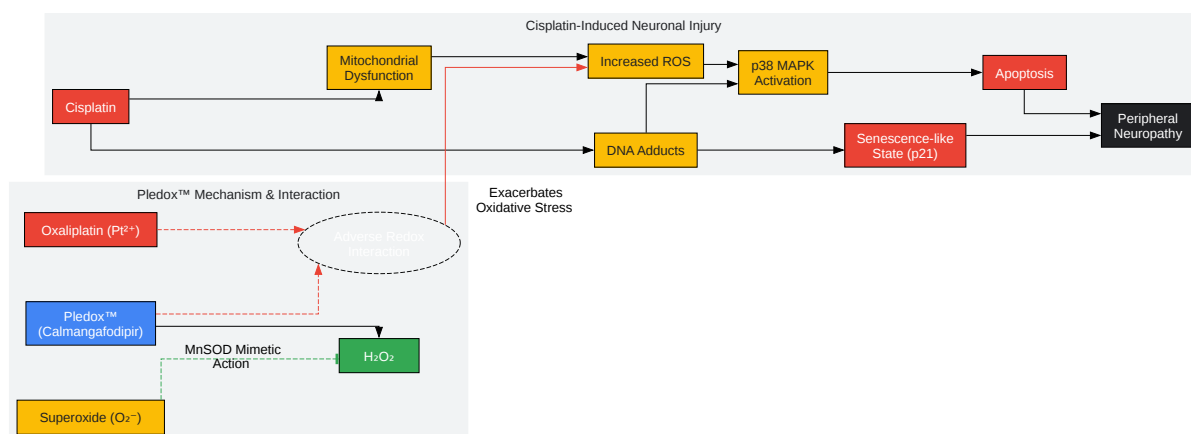 Cisplatin-Induced Neuronal Injury
Mitochondrial
Dysfunction
Increased ROS
p38 MAPK
Activation
Apoptosis
Cisplatin
Peripheral
Neuropathy
DNA Adducts
Senescence-like
State (p21)
Pledox™ Mechanism & Interaction
Exacerbates
Oxidative Stress
Oxaliplatin (Pt²⁺)
Adverse Redox
Interaction
Pledox™
(Calmangafodipir)
MnSOD Mimetic
Action
H₂O₂
Superoxide (O₂⁻)